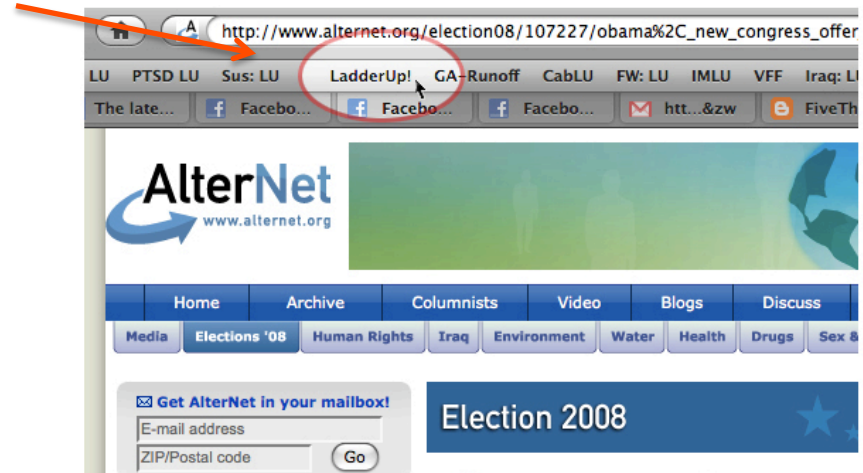 http://www.alternet.org/election08/107227/obama%2C_new_congress_offer
LU PTSD LU Sus: LU LadderUp! GA-Runoff CabLU FW: LU IMLU VFF Iraq: LU
The late... Facebo... Facebo... Facebo... htt...&zw FiveTh
AlterNet
www.alternet.org
Home Archive Columnists Video Blogs Discuss
Media Elections '08 Human Rights Iraq Environment Water Health Drugs Sex &
Get AlterNet in your mailbox!
E-mail address
ZIP/Postal code Go
Election 2008